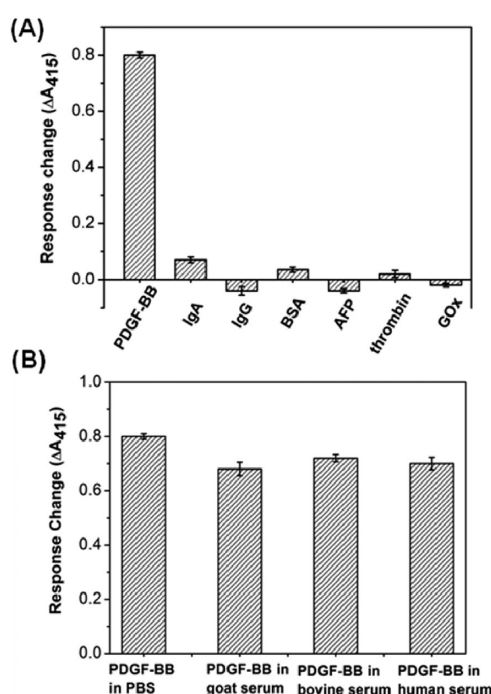 (A)
Response change (ΔA415)
0.8
0.6
0.4
0.2
0.0
PDGF-BB
IgA
IgG
BSA
AFP
thrombin
GOx
(B)
Response Change (ΔA415)
1.0
0.8
0.6
0.4
0.2
0.0
PDGF-BB
in PBS
PDGF-BB in
goat serum
PDGF-BB in
bovine serum
PDGF-BB in
human serum